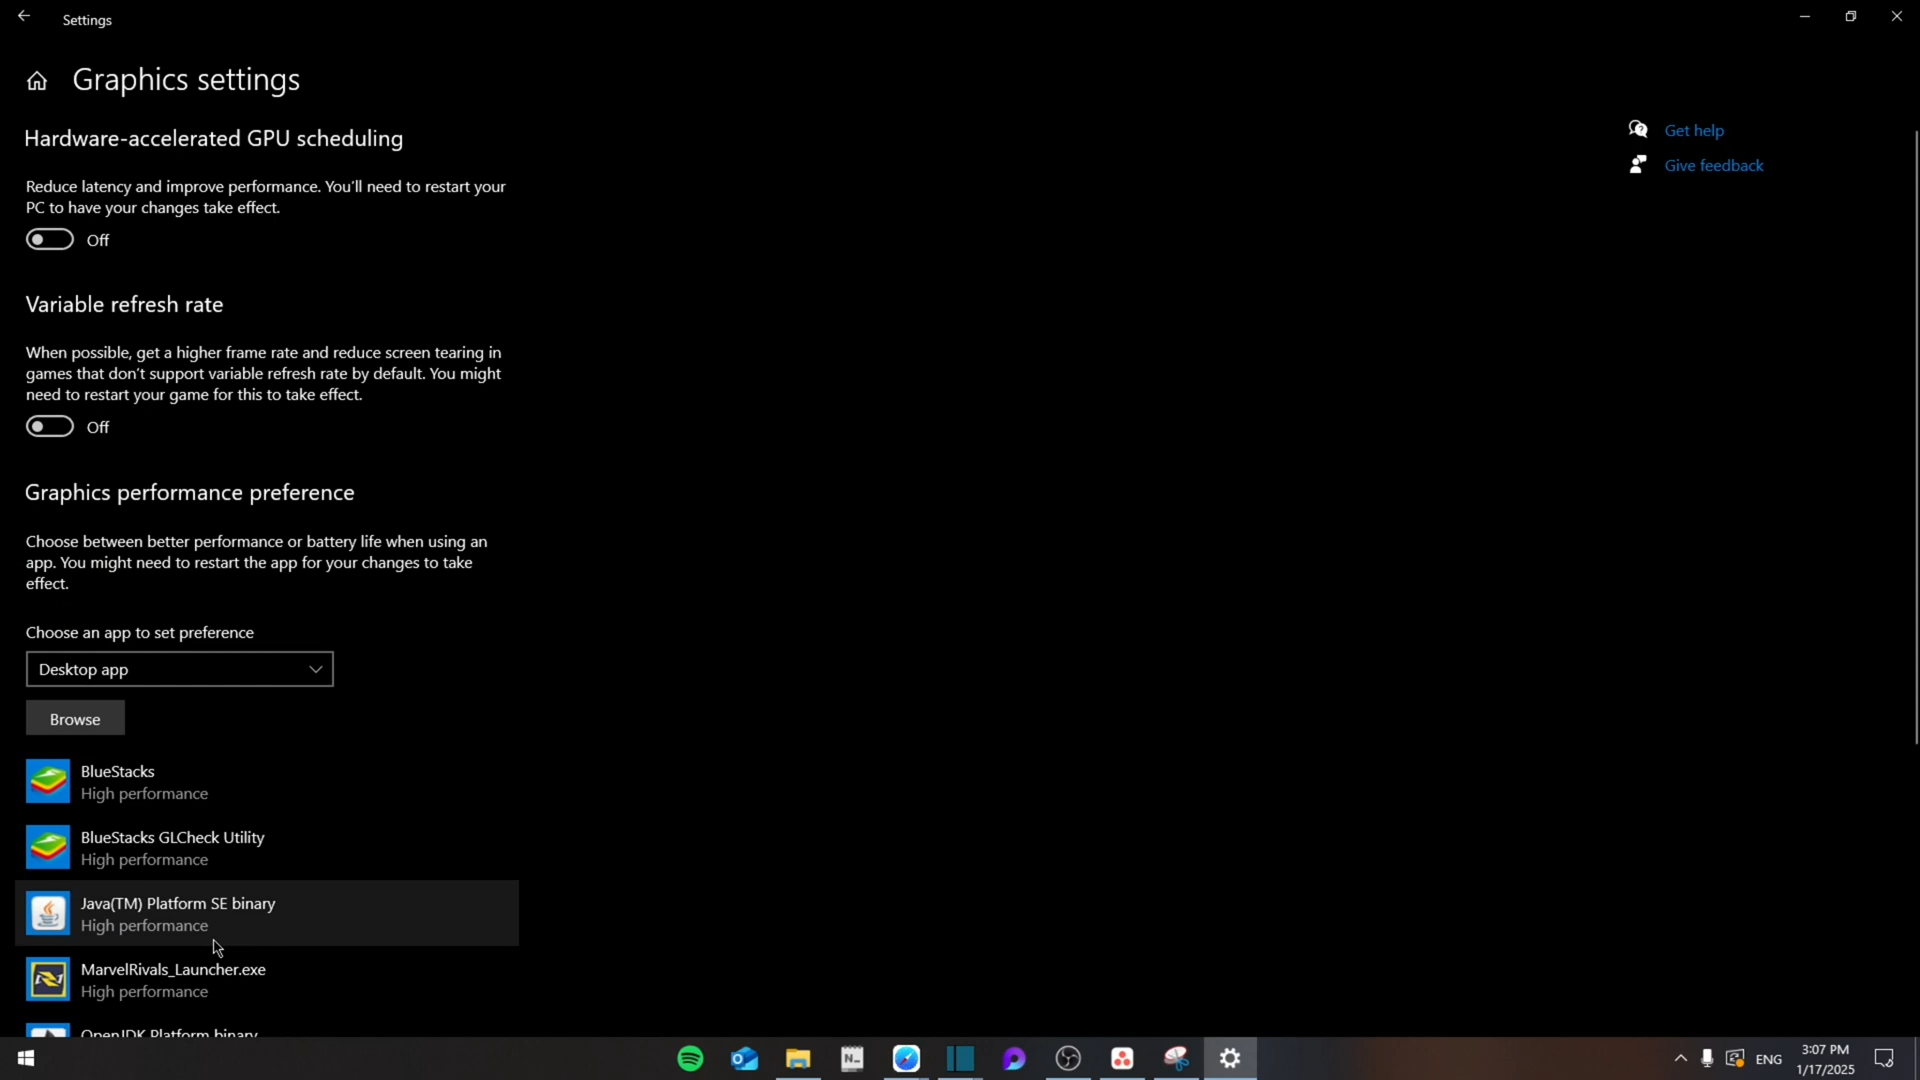 Settings
Graphics settings
Hardware-accelerated GPU scheduling
Reduce latency and improve performance. You'll need to restart your
PC to have your changes take effect.
Off
Variable refresh rate
When possible, get a higher frame rate and reduce screen tearing in
games that don't support variable refresh rate by default. You might
need to restart your game for this to take effect.
Off
Graphics performance preference
Choose between better performance or battery life when using an
app. You might need to restart the app for your changes to take
effect.
Choose an app to set preference
Desktop app
Browse
BlueStacks
High performance
BlueStacks GLCheck Utility
High performance
Java(TM) Platform SE binary
High performance
MarvelRivals_Launcher.exe
High performance
OpenJDK Platform binary
Get help
Give feedback
N
ENG
3:07 PM
1/17/2025